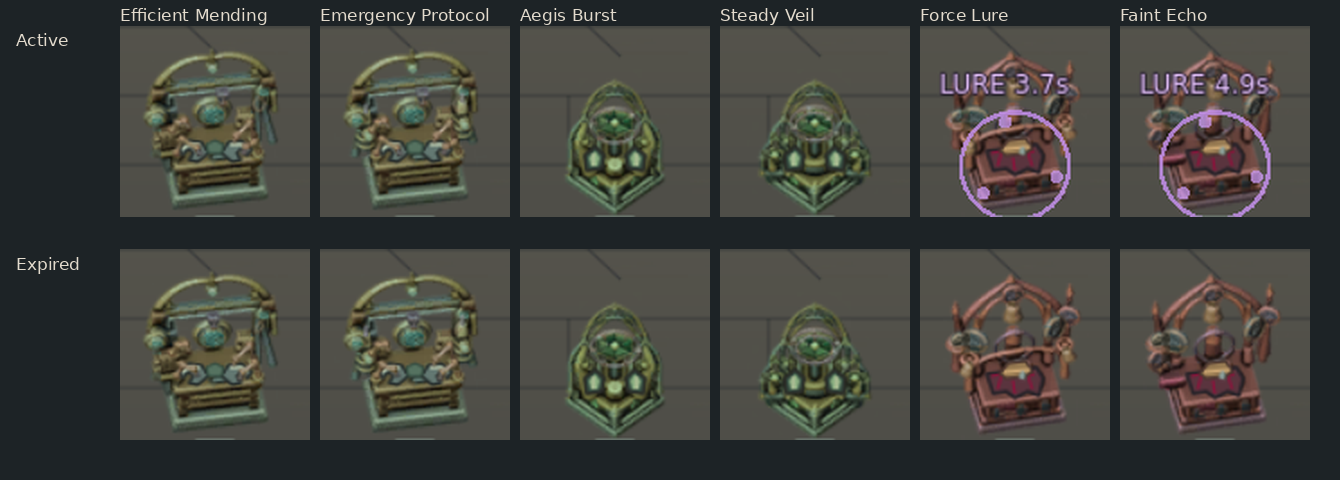 Efficient Mending Emergency Protocol Aegis Burst Steady Veil Force Lure Faint Echo
Active
LURE 3.7s LURE 4.9s
Expired